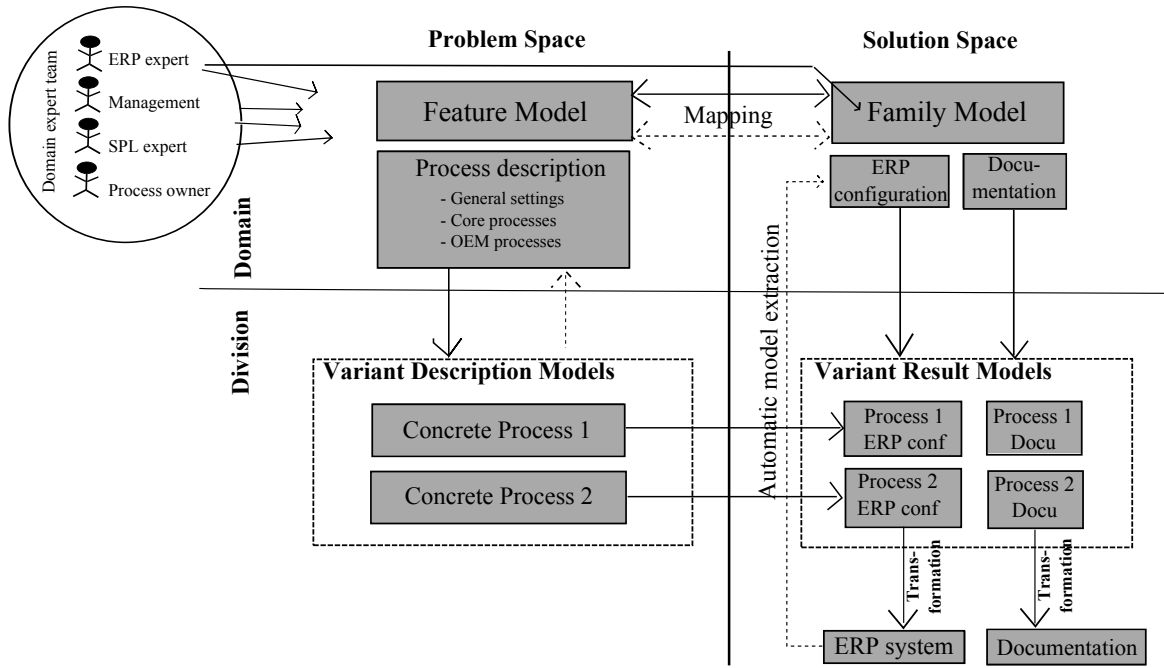 Problem Space
Solution Space
Domain expert team
ERP expert
Management
SPL expert
Process owner
Feature Model
Mapping
Family Model
Process description
- General settings
- Core processes
- OEM processes
ERP
configuration
Docu-
mentation
Domain
Division
Automatic model extraction
Variant Description Models
Concrete Process 1
Concrete Process 2
Variant Result Models
Process 1
ERP conf
Process 1
Docu
Process 2
ERP conf
Process 2
Docu
Trans-
formation
Trans-
formation
ERP system
Documentation